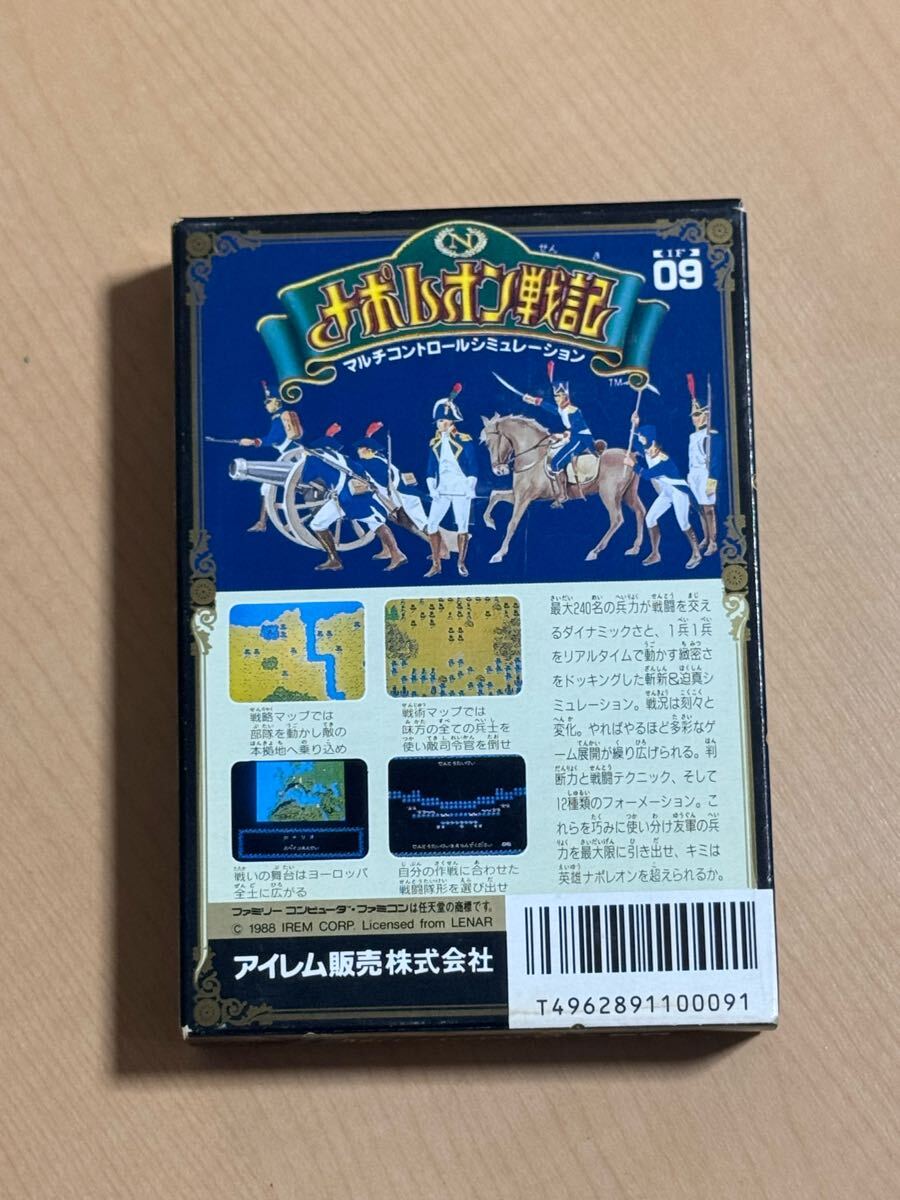 N
せん き
ナポレオン戦記
マルチコントロールシミュレーション
TM
IF
09
最大240名の兵力が戦闘を交え
るダイナミックさと、1兵1兵
をリアルタイムで動かす緻密さ
をドッキングした斬新&迫真シ
ミュレーション。戦況は刻々と
変化。やればやるほど多彩なゲ
ーム展開が繰り広げられる。判
断力と戦闘テクニック、そして
12種類のフォーメーション。こ
れらを巧みに使い分け友軍の兵
力を最大限に引き出せ、キミは
英雄ナポレオンを超えられるか。
戦略マップでは
部隊を動かし敵の
本拠地へ乗り込め
戦術マップでは
味方の全ての兵士を
使い敵司令官を倒せ
戦いの舞台はヨーロッパ
全土に広がる
せんとうたいけい
自分の作戦に合わせた
戦闘隊形を選び出せ
ファミリーコンピュータ・ファミコンは任天堂の商標です。
© 1988 IREM CORP. Licensed from LENAR
アイレム販売株式会社
T4962891100091